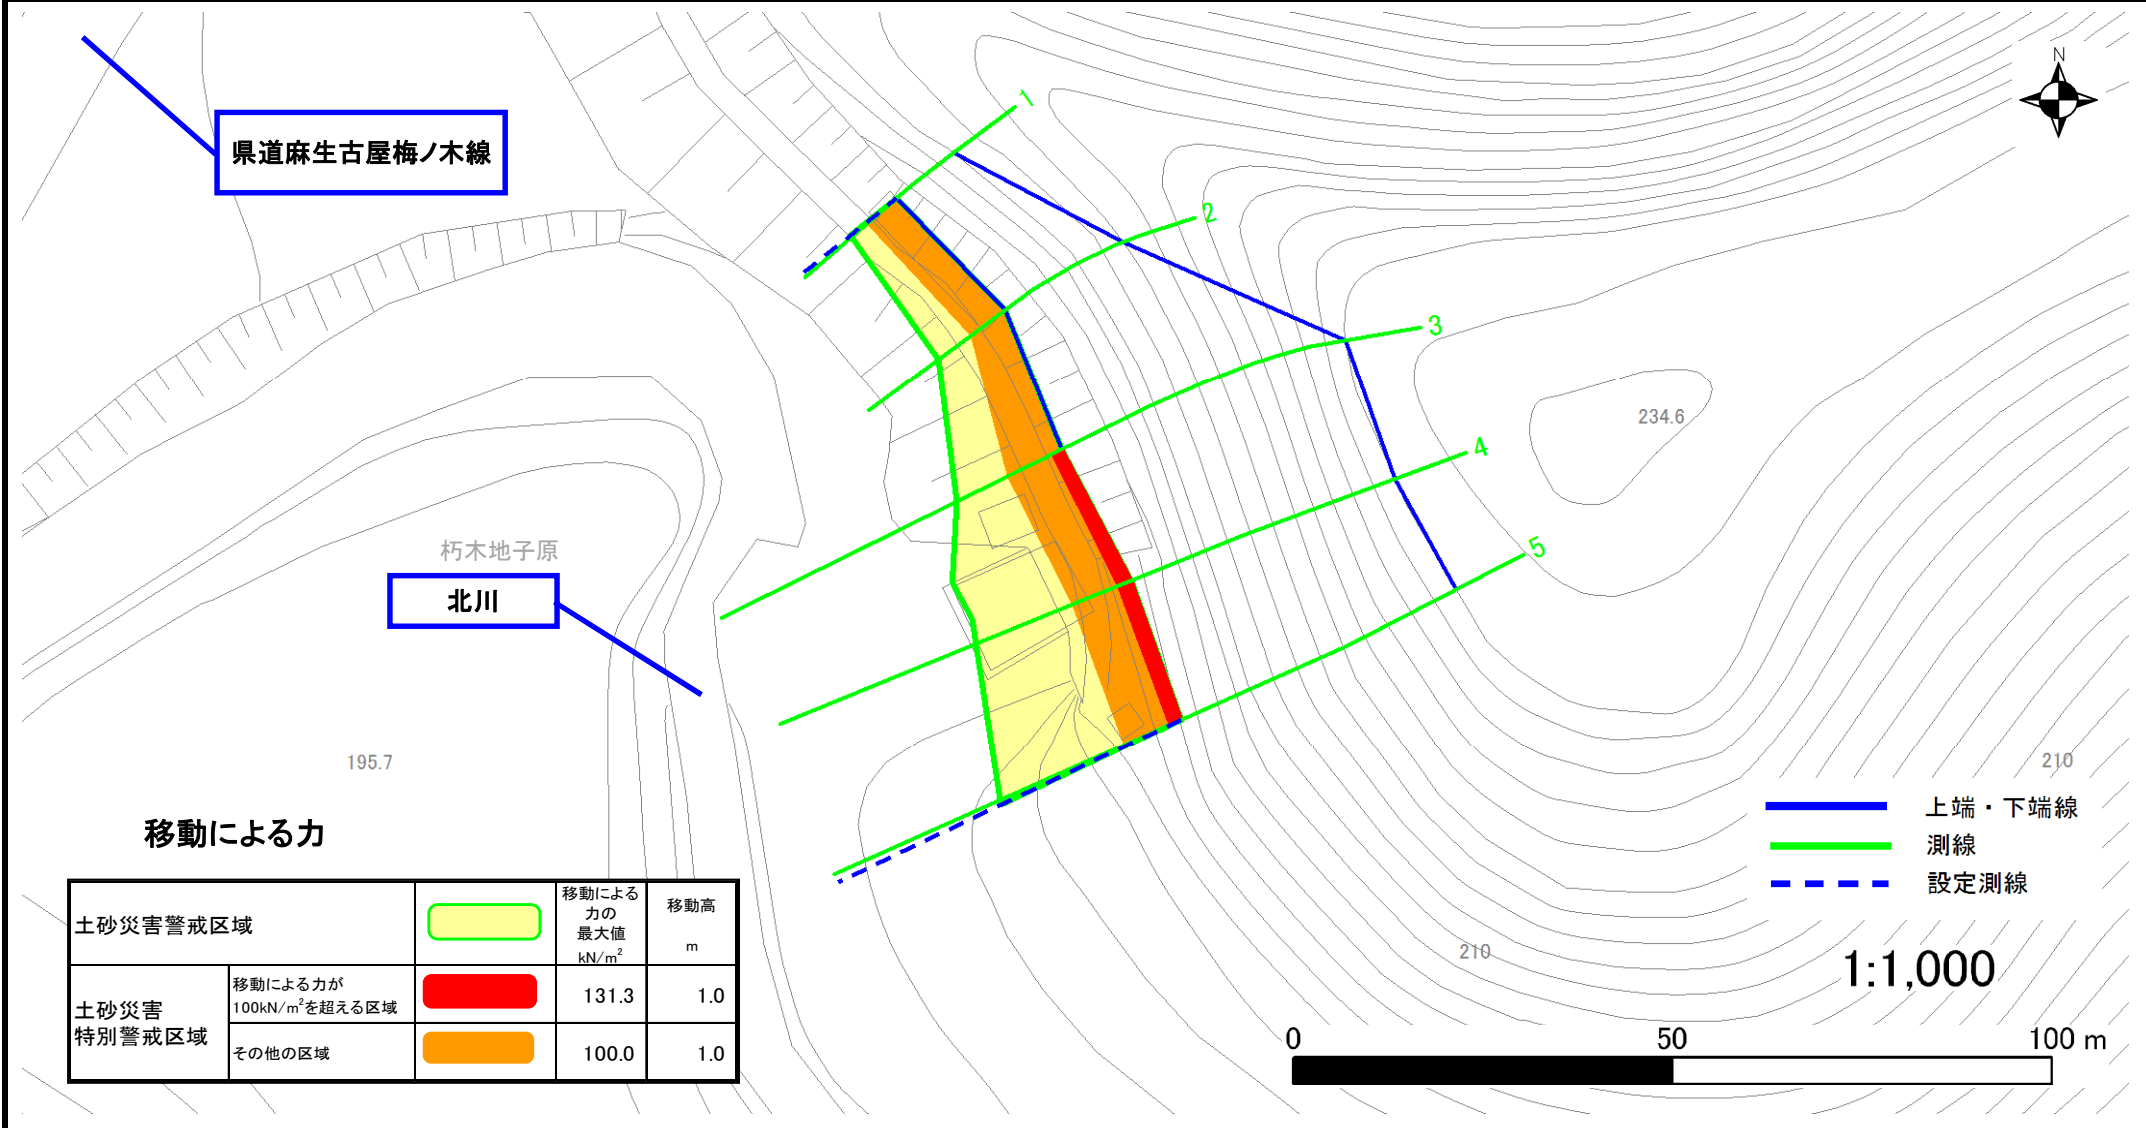 N
県道麻生古屋梅ノ木線
1
2
3
234.6
4
5
朽木地子原
北川
195.7
210
210
移動による力
土砂災害警戒区域
移動による
力の
最大値
kN/m²
移動高
m
土砂災害
特別警戒区域
移動による力が
100kN/m²を超える区域
131.3
1.0
その他の区域
100.0
1.0
上端・下端線
測線
設定測線
1:1,000
0
50
100 m